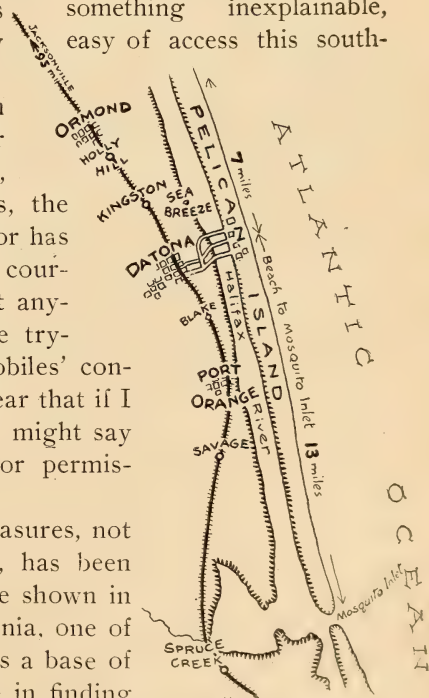 something inexplainable,
easy of access this south-
s, the
or has
cour-
t any-
e try-
obiles' con-
ear that if I
might say
or permis-
easures, not
, has been
e shown in
nia, one of
s a base of
e in finding
JACKSONVILLE
95 mi
ORMOND
HOLLY
HILL
KINGSTON
SEA
BREEZE
DATONA
BLAKE
PORT
ORANGE
SAVAGE
SPRUCE
CREEK
PELICAN
ISLAND
Halifax
River
7 miles
Beach to Mosquito Inlet 13 miles
Mosquito Inlet
ATLANTIC
OCEAN